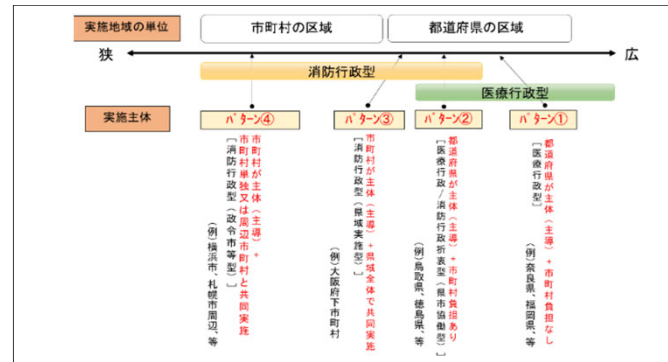 実施地域の単位
市町村の区域
都道府県の区域
狭
広
消防行政型
医療行政型
実施主体
パターン④
パターン③
パターン②
パターン①
市町村が主体(主導)+
市町村単独又は周辺市町村と共同実施
[消防行政型(政令市等型)]
(例)横浜市、札幌市周辺、等
市町村が主体(主導)+県域全体で共同実施
[消防行政型(県域実施型)]
(例)大阪府下市町村
都道府県が主体(主導)+市町村負担あり
[医療行政/消防行政折衷型(県市協働型)]
(例)鳥取県、徳島県、等
都道府県が主体(主導)+市町村負担なし
[医療行政型]
(例)奈良県、福岡県、等